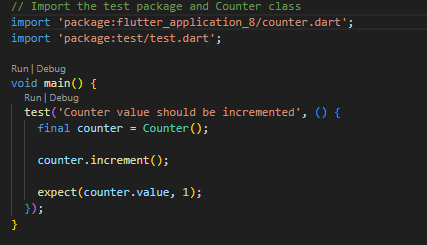 // Import the test package and Counter class
import 'package:flutter_application_8/counter.dart';
import 'package:test/test.dart';
Run | Debug
void main() {
Run | Debug
test('Counter value should be incremented', () {
final counter = Counter();
counter.increment();
expect(counter.value, 1);
});
}